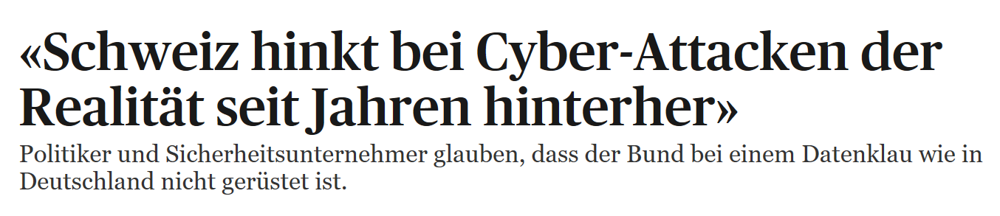 «Schweiz hinkt bei Cyber-Attacken der
Realität seit Jahren hinterher»
Politiker und Sicherheitsunternehmer glauben, dass der Bund bei einem Datenklau wie in
Deutschland nicht gerüstet ist.